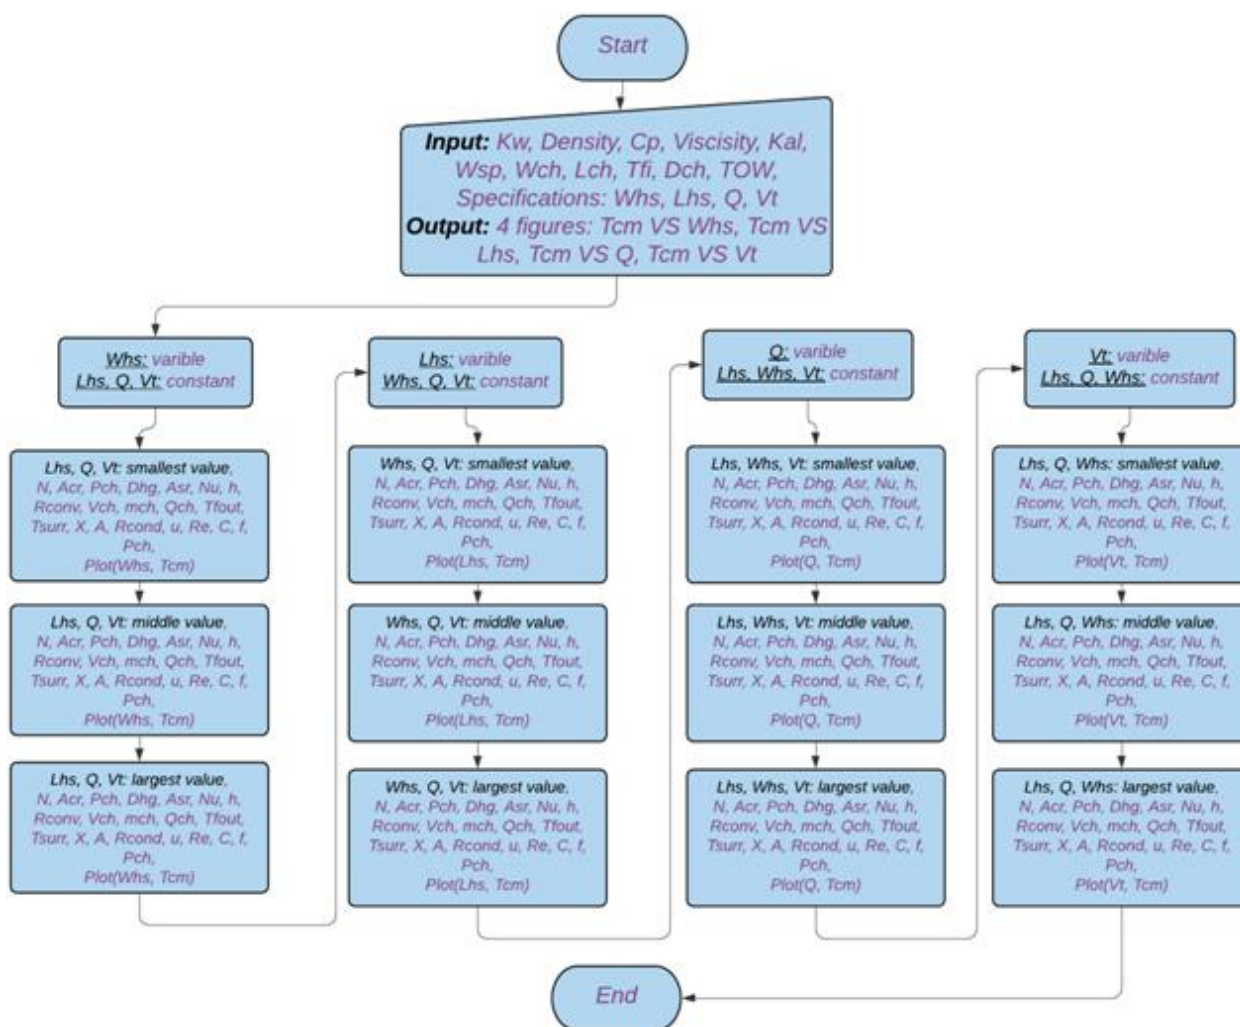 Start
Input: Kw, Density, Cp, Viscisity, Kal,
Wsp, Wch, Lch, Tfi, Dch, TOW,
Specifications: Whs, Lhs, Q, Vt
Output: 4 figures: Tcm VS Whs, Tcm VS
Lhs, Tcm VS Q, Tcm VS Vt
Whs: varible
Lhs, Q, Vt: constant
Lhs, Q, Vt: smallest value,
N, Acr, Pch, Dhg, Asr, Nu, h,
Rconv, Vch, mch, Qch, Tfout,
Tsurr, X, A, Rcond, u, Re, C, f,
Pch,
Plot(Whs, Tcm)
Lhs, Q, Vt: middle value,
N, Acr, Pch, Dhg, Asr, Nu, h,
Rconv, Vch, mch, Qch, Tfout,
Tsurr, X, A, Rcond, u, Re, C, f,
Pch,
Plot(Whs, Tcm)
Lhs, Q, Vt: largest value,
N, Acr, Pch, Dhg, Asr, Nu, h,
Rconv, Vch, mch, Qch, Tfout,
Tsurr, X, A, Rcond, u, Re, C, f,
Pch,
Plot(Whs, Tcm)
Lhs: varible
Whs, Q, Vt: constant
Whs, Q, Vt: smallest value,
N, Acr, Pch, Dhg, Asr, Nu, h,
Rconv, Vch, mch, Qch, Tfout,
Tsurr, X, A, Rcond, u, Re, C, f,
Pch,
Plot(Lhs, Tcm)
Whs, Q, Vt: middle value,
N, Acr, Pch, Dhg, Asr, Nu, h,
Rconv, Vch, mch, Qch, Tfout,
Tsurr, X, A, Rcond, u, Re, C, f,
Pch,
Plot(Lhs, Tcm)
Whs, Q, Vt: largest value,
N, Acr, Pch, Dhg, Asr, Nu, h,
Rconv, Vch, mch, Qch, Tfout,
Tsurr, X, A, Rcond, u, Re, C, f,
Pch,
Plot(Lhs, Tcm)
Q: varible
Lhs, Whs, Vt: constant
Lhs, Whs, Vt: smallest value,
N, Acr, Pch, Dhg, Asr, Nu, h,
Rconv, Vch, mch, Qch, Tfout,
Tsurr, X, A, Rcond, u, Re, C, f,
Pch,
Plot(Q, Tcm)
Lhs, Whs, Vt: middle value,
N, Acr, Pch, Dhg, Asr, Nu, h,
Rconv, Vch, mch, Qch, Tfout,
Tsurr, X, A, Rcond, u, Re, C, f,
Pch,
Plot(Q, Tcm)
Lhs, Whs, Vt: largest value,
N, Acr, Pch, Dhg, Asr, Nu, h,
Rconv, Vch, mch, Qch, Tfout,
Tsurr, X, A, Rcond, u, Re, C, f,
Pch,
Plot(Q, Tcm)
Vt: varible
Lhs, Q, Whs: constant
Lhs, Q, Whs: smallest value,
N, Acr, Pch, Dhg, Asr, Nu, h,
Rconv, Vch, mch, Qch, Tfout,
Tsurr, X, A, Rcond, u, Re, C, f,
Pch,
Plot(Vt, Tcm)
Lhs, Q, Whs: middle value,
N, Acr, Pch, Dhg, Asr, Nu, h,
Rconv, Vch, mch, Qch, Tfout,
Tsurr, X, A, Rcond, u, Re, C, f,
Pch,
Plot(Vt, Tcm)
Lhs, Q, Whs: largest value,
N, Acr, Pch, Dhg, Asr, Nu, h,
Rconv, Vch, mch, Qch, Tfout,
Tsurr, X, A, Rcond, u, Re, C, f,
Pch,
Plot(Vt, Tcm)
End